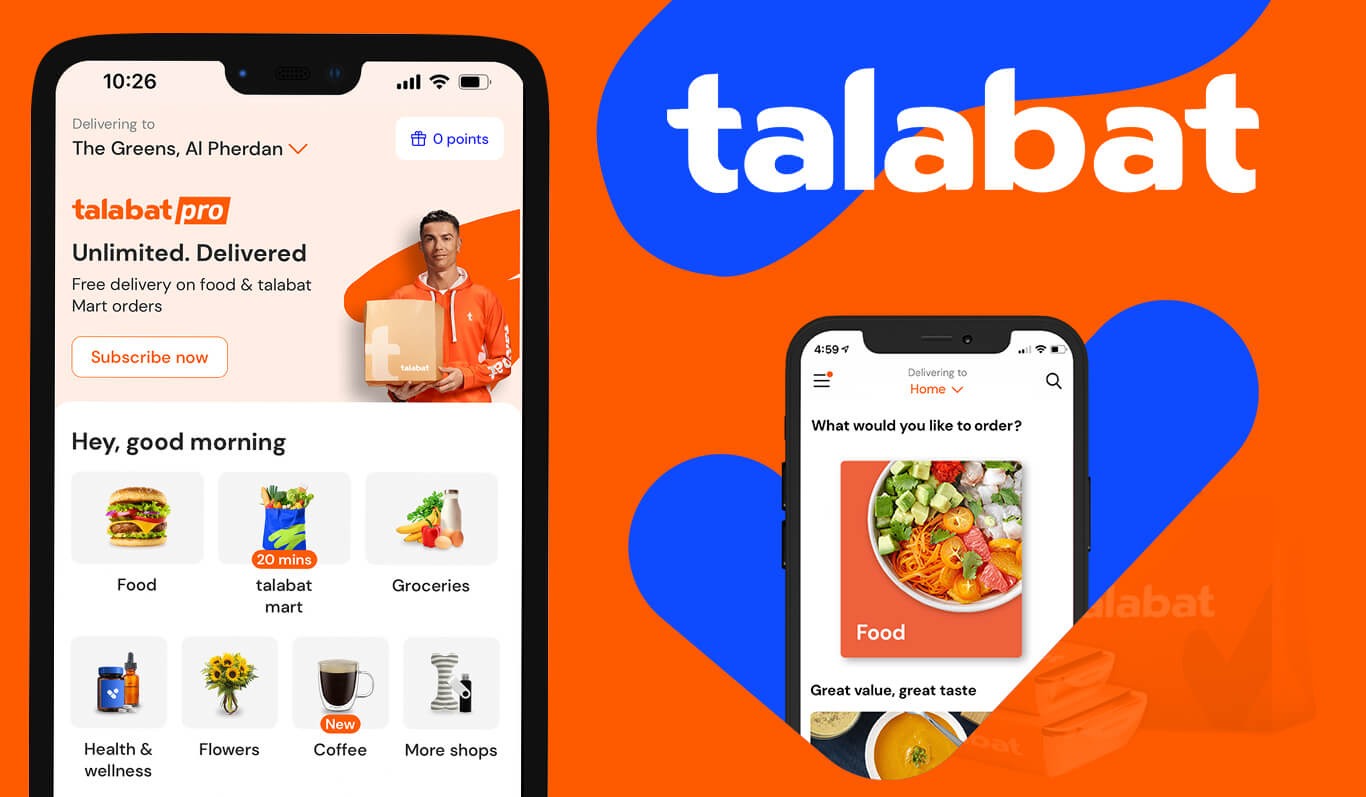 10:26
Delivering to
The Greens, Al Pherdan
0 points
talabat pro
Unlimited. Delivered
Free delivery on food & talabat
Mart orders
Subscribe now
t
t
talabat
Hey, good morning
Food
20 mins
talabat
mart
Groceries
Health &
wellness
Flowers
New
Coffee
More shops
talabat
4:59
Delivering to
Home
What would you like to order?
Food
Great value, great taste
alabat
bat